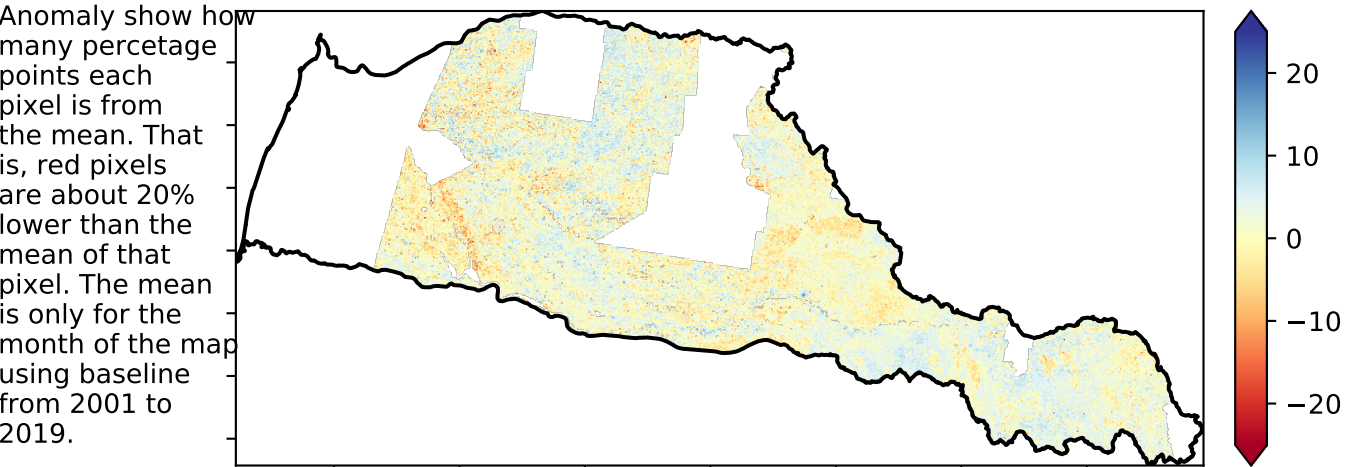 Anomaly show how
many percetage
points each
pixel is from
the mean. That
is, red pixels
are about 20%
lower than the
mean of that
pixel. The mean
is only for the
month of the map
using baseline
from 2001 to
2019.
20
10
0
−10
−20